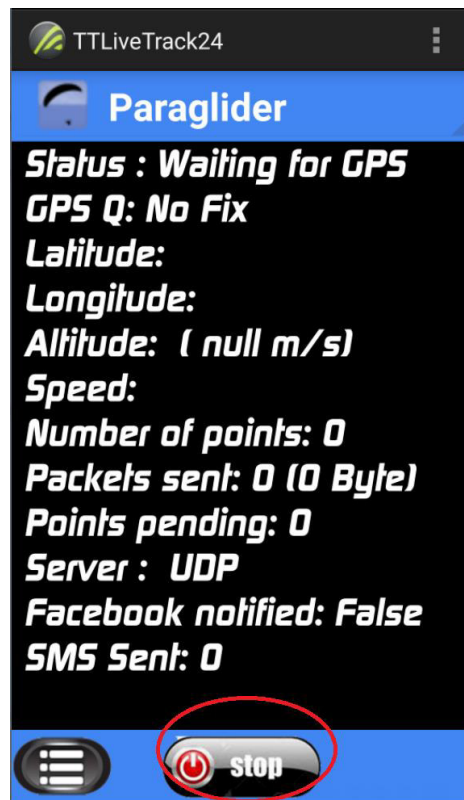 TTLiveTrack24
Paraglider
Status : Waiting for GPS
GPS Q: No Fix
Latitude:
Longitude:
Altitude: ( null m/s)
Speed:
Number of points: 0
Packets sent: 0 (0 Byte)
Points pending: 0
Server : UDP
Facebook notified: False
SMS Sent: 0
stop